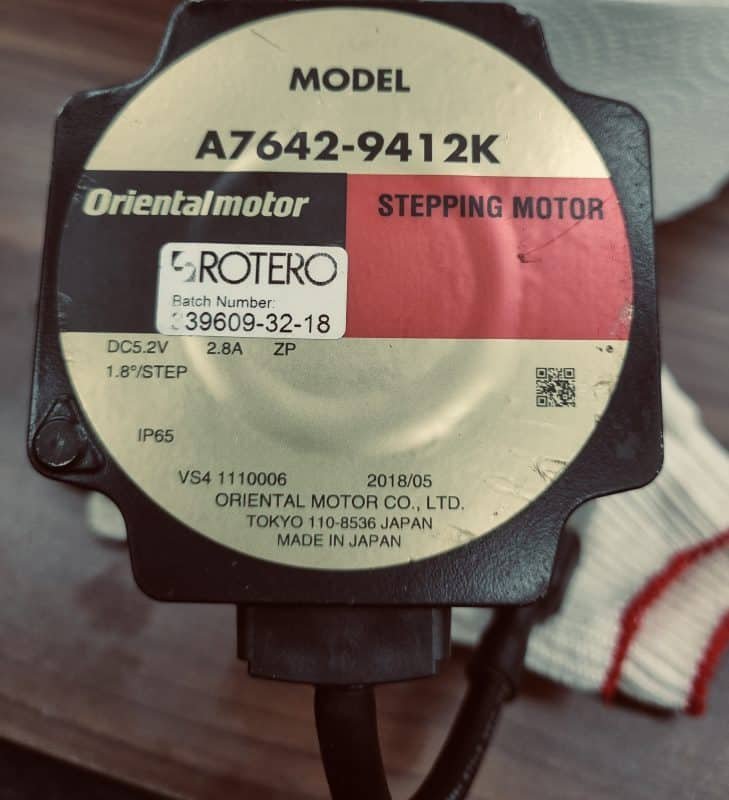 MODEL
A7642-9412K
Orientalmotor
STEPPING MOTOR
ROTERO
Batch Number:
39609-32-18
DC5.2V 2.8A ZP
1.8°/STEP
IP65
VS4 1110006 2018/05
ORIENTAL MOTOR CO., LTD.
TOKYO 110-8536 JAPAN
MADE IN JAPAN